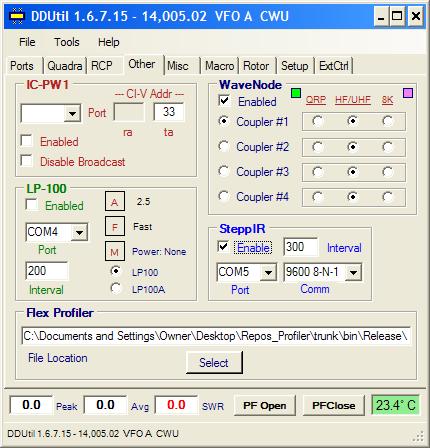 DDUtil 1.6.7.15 - 14,005.02 VFO A CWU
File Tools Help
Ports Quadra RCP Other Misc Macro Rotor Setup ExtCtrl
IC-PW1
--- CI-V Addr ---
Port 33
ra ta
Enabled
Disable Broadcast
WaveNode
Enabled QRP HF/UHF 8K
Coupler #1
Coupler #2
Coupler #3
Coupler #4
LP-100
Enabled
COM4
Port
200
Interval
A 2.5
F Fast
M Power: None
LP100
LP100A
SteppIR
Enable 300 Interval
COM5 9600 8-N-1
Port Comm
Flex Profiler
C:\Documents and Settings\Owner\Desktop\Repos_Profiler\trunk\bin\Release\
File Location Select
0.0 Peak 0.0 Avg 0.0 SWR PF Open PFClose 23.4° C
DDUtil 1.6.7.15 - 14,005.02 VFO A CWU